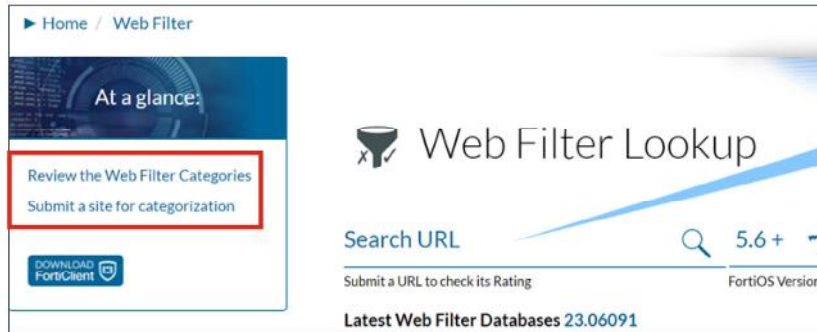 ► Home / Web Filter
At a glance:
Review the Web Filter Categories
Submit a site for categorization
DOWNLOAD
FortiClient
Web Filter Lookup
Search URL
5.6 +
Submit a URL to check its Rating
FortiOS Version
Latest Web Filter Databases 23.06091